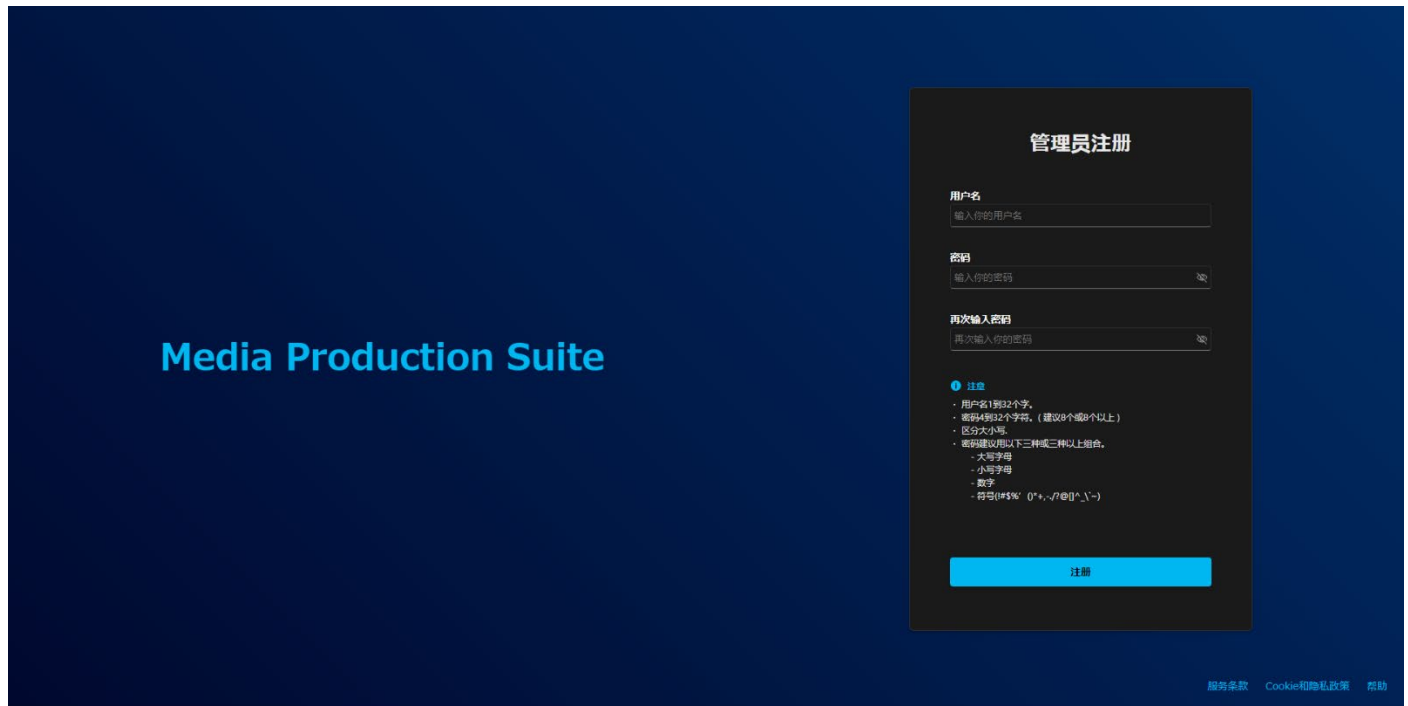 Media Production Suite
管理员注册
用户名
输入你的用户名
密码
输入你的密码
再次输入密码
再次输入你的密码
注意
· 用户名1到32个字。
· 密码4到32个字符。( 建议8个或8个以上 )
· 区分大小写.
· 密码建议用以下三种或三种以上组合。
- 大写字母
- 小写字母
- 数字
- 符号(!#$%' ()*+,-./?@[]^_\`~)
注册
服务条款 Cookie和隐私政策 帮助